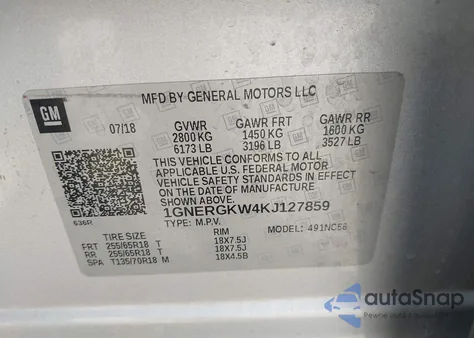 GM
MFD BY GENERAL MOTORS LLC
07/18 GVWR GAWR FRT GAWR RR
2800 KG 1450 KG 1600 KG
6173 LB 3196 LB 3527 LB
THIS VEHICLE CONFORMS TO ALL
APPLICABLE U.S. FEDERAL MOTOR
VEHICLE SAFETY STANDARDS IN
EFFECT ON THE DATE OF MANUFACTURE
SHOWN ABOVE.
1GNERGKW4KJ127859
TYPE: M.P.V. MODEL: 491NC56
636R
TIRE SIZE RIM
FRT 255/65R18 T 18X7.5J
RR 255/65R18 T 18X7.5J
SPA T135/70R18 M 18X4.5B
autoSnap
Powered by